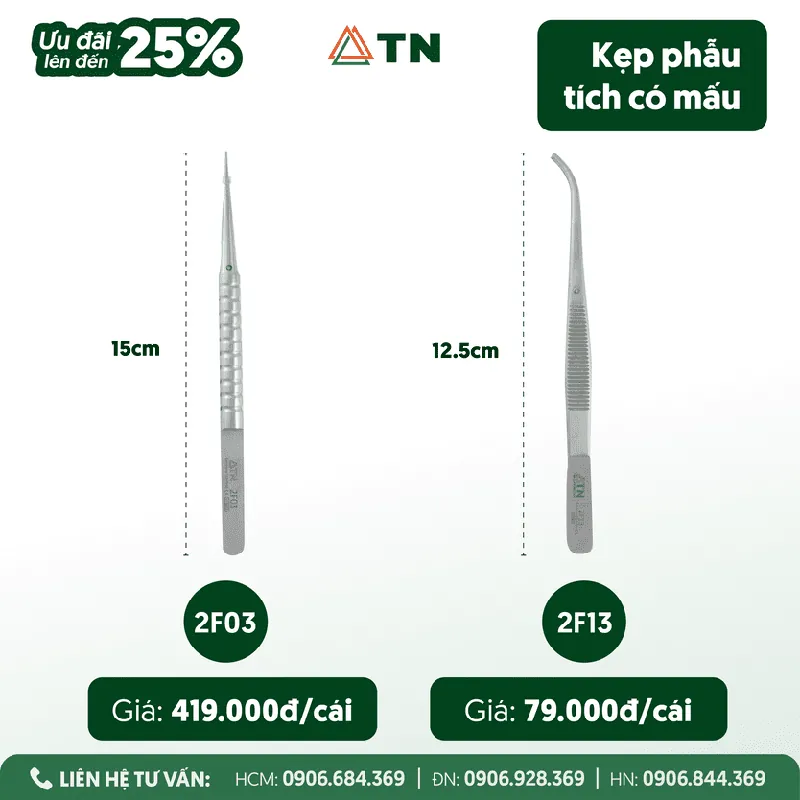 Ưu đãi
lên đến 25%
TN
Kẹp phẫu
tích có mấu
15cm
12.5cm
2F03
TN
2F03
2F13
Giá: 419.000đ/cái
Giá: 79.000đ/cái
LIÊN HỆ TƯ VẤN: HCM: 0906.684.369 | ĐN: 0906.928.369 | HN: 0906.844.369